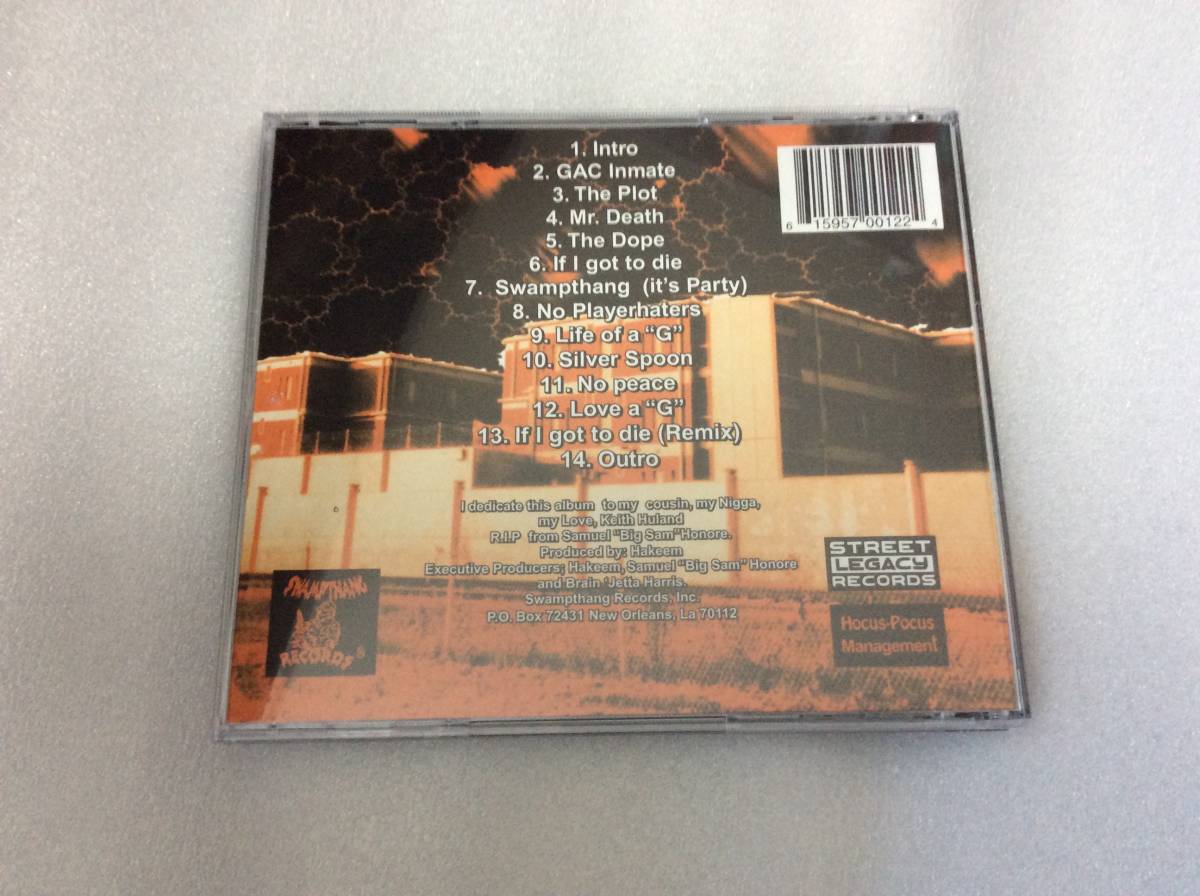 1. Intro
2. GAC Inmate
3. The Plot
4. Mr. Death
5. The Dope
6. If I got to die
7. Swampthang (it's Party)
8. No Playerhaters
9. Life of a “G”
10. Silver Spoon
11. No peace
12. Love a “G”
13. If I got to die (Remix)
14. Outro
6 15957 00122 4
I dedicate this album to my cousin, my Nigga,
my Love, Keith Huland
R.I.P from Samuel “Big Sam” Honore.
Produced by: Hakeem
Executive Producers; Hakeem, Samuel “Big Sam” Honore
and Brain ‘Jetta Harris.
Swampthang Records, Inc.
P.O. Box 72431 New Orleans, La 70112
SWAMPTHANG
RECORDS
STREET
LEGACY
RECORDS
Hocus-Pocus
Management